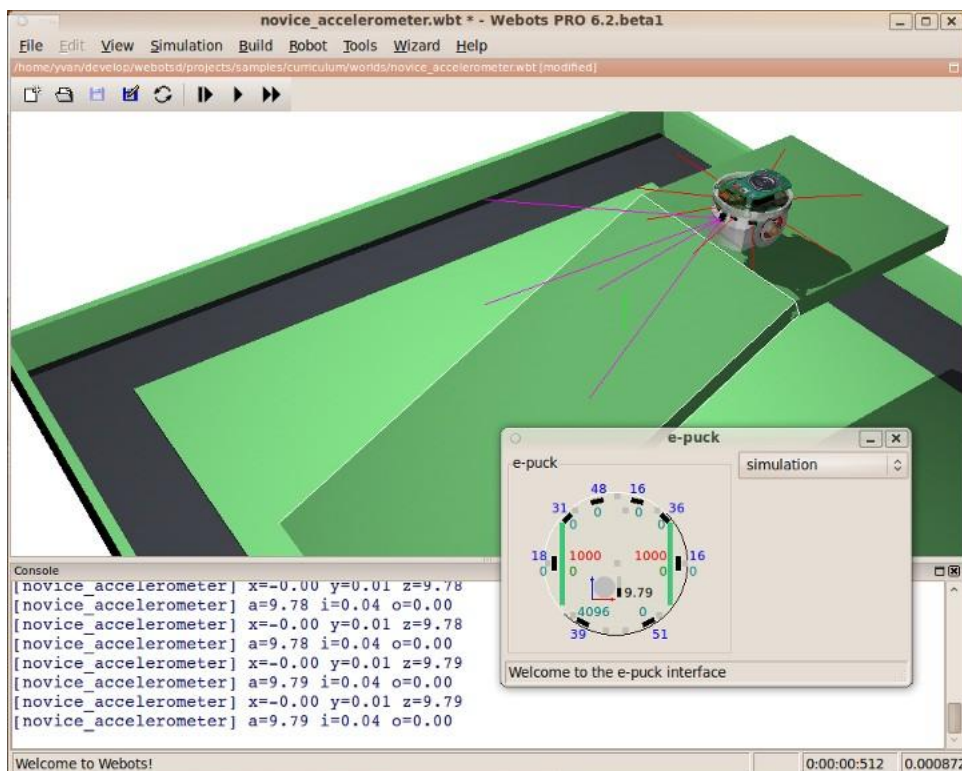 novice_accelerometer.wbt * - Webots PRO 6.2.beta1
File Edit View Simulation Build Robot Tools Wizard Help
/home/yvan/develop/webotsd/projects/samples/curriculum/worlds/novice_accelerometer.wbt [modified]
e-puck
e-puck
simulation
48 16
31 36
0 0 0 0
18 1000 1000 16
0 0 0 0
9.79
4096 0
39 51
Welcome to the e-puck interface
Console
[novice_accelerometer] x=-0.00 y=0.01 z=9.78
[novice_accelerometer] a=9.78 i=0.04 o=0.00
[novice_accelerometer] x=-0.00 y=0.01 z=9.78
[novice_accelerometer] a=9.78 i=0.04 o=0.00
[novice_accelerometer] x=-0.00 y=0.01 z=9.79
[novice_accelerometer] a=9.79 i=0.04 o=0.00
[novice_accelerometer] x=-0.00 y=0.01 z=9.79
[novice_accelerometer] a=9.79 i=0.04 o=0.00
Welcome to Webots! 0:00:00:512 0.000872